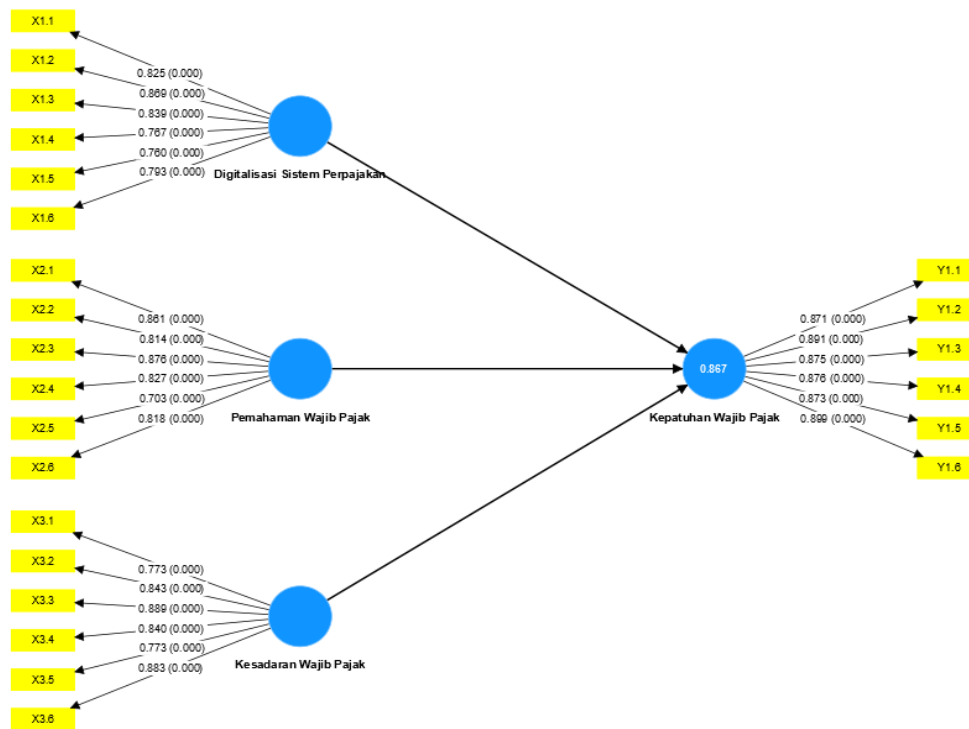 X1.1
X1.2
X1.3
X1.4
X1.5
X1.6
0.825 (0.000)
0.869 (0.000)
0.839 (0.000)
0.767 (0.000)
0.760 (0.000)
0.793 (0.000)
Digitalisasi Sistem Perpajakan
X2.1
X2.2
X2.3
X2.4
X2.5
X2.6
0.861 (0.000)
0.814 (0.000)
0.876 (0.000)
0.827 (0.000)
0.703 (0.000)
0.818 (0.000)
Pemahaman Wajib Pajak
X3.1
X3.2
X3.3
X3.4
X3.5
X3.6
0.773 (0.000)
0.843 (0.000)
0.889 (0.000)
0.840 (0.000)
0.773 (0.000)
0.883 (0.000)
Kesadaran Wajib Pajak
0.867
Kepatuhan Wajib Pajak
0.871 (0.000)
0.891 (0.000)
0.875 (0.000)
0.876 (0.000)
0.873 (0.000)
0.899 (0.000)
Y1.1
Y1.2
Y1.3
Y1.4
Y1.5
Y1.6